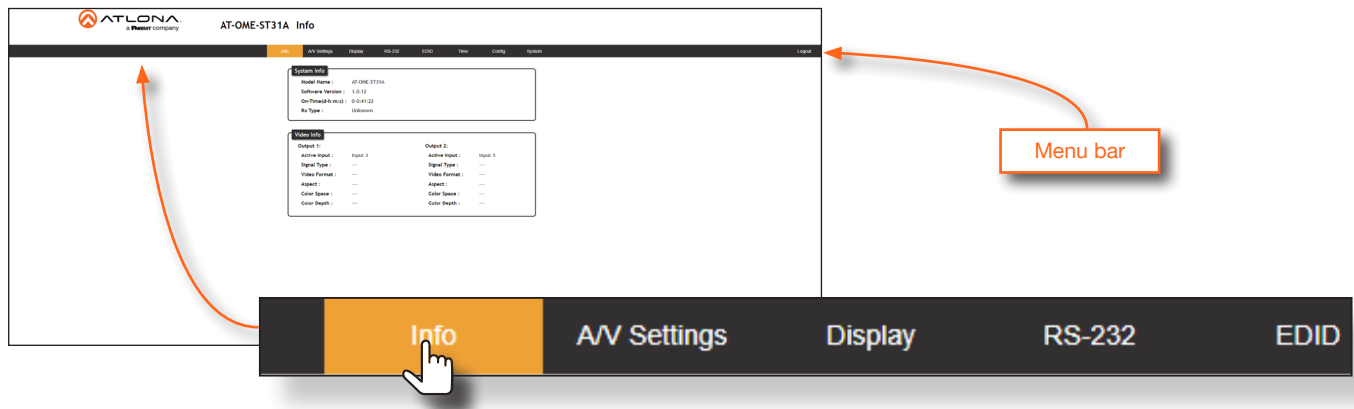 ATLONA.
a PANDUIT company
AT-OME-ST31A Info
Info A/V Settings Display RS-232 EDID Time Config System Logout
System Info
Model Name : AT-OME-ST31A
Software Version : 1.0.12
On-Time(d-h:m:s) : 0-0:41:22
Rx Type : Unknown
Video Info
Output 1: Output 2:
Active Input : Input 3 Active Input : Input 3
Signal Type : --- Signal Type : ---
Video Format : --- Video Format : ---
Aspect : --- Aspect : ---
Color Space : --- Color Space : ---
Color Depth : --- Color Depth : ---
Menu bar
Info A/V Settings Display RS-232 EDID